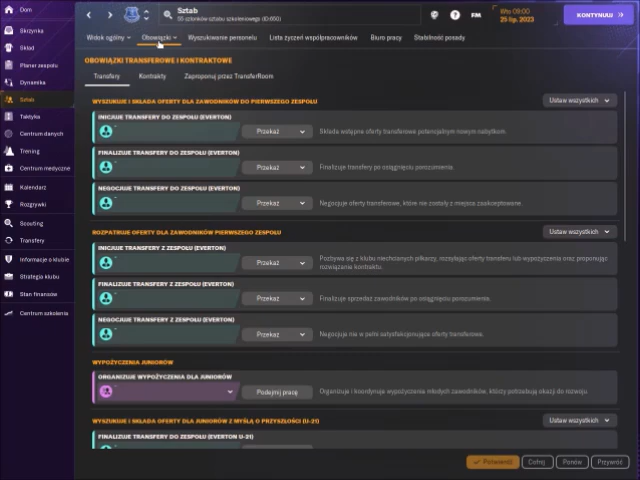 Dom
Skrzynka
Skład
Planer zespołu
Dynamika
Sztab
Taktyka
Centrum danych
Trening
Centrum medyczne
Kalendarz
Rozgrywki
Scouting
Transfery
Informacje o klubie
Strategia klubu
Stan finansów
Centrum szkolenia
Sztab
55 członków sztabu szkoleniowego (ID:650)
FM
Wto 09:00
25 lip. 2023
KONTYNUUJ
Widok ogólny
Obowiązki
Wyszukiwanie personelu
Lista życzeń współpracowników
Biuro pracy
Stabilność posady
OBOWIĄZKI TRANSFEROWE I KONTRAKTOWE
Transfery
Kontrakty
Zaproponuj przez TransferRoom
WYSZUKUJE I SKŁADA OFERTY DLA ZAWODNIKÓW DO PIERWSZEGO ZESPOŁU
Ustaw wszystkich
INICJUJE TRANSFERY DO ZESPOŁU (EVERTON)
-
Przekaż
Składa wstępne oferty transferowe potencjalnym nowym nabytkom.
FINALIZUJE TRANSFERY DO ZESPOŁU (EVERTON)
-
Przekaż
Finalizuje transfery po osiągnięciu porozumienia.
NEGOCJUJE TRANSFERY DO ZESPOŁU (EVERTON)
-
Przekaż
Negocjuje oferty transferowe, które nie zostały z miejsca zaakceptowane.
ROZPATRUJE OFERTY DLA ZAWODNIKÓW PIERWSZEGO ZESPOŁU
Ustaw wszystkich
INICJUJE TRANSFERY Z ZESPOŁU (EVERTON)
-
Przekaż
Pozbywa się z klubu niechcianych piłkarzy, rozsyłając oferty transferu lub wypożyczenia oraz proponując
rozwiązania kontraktu.
FINALIZUJE TRANSFERY Z ZESPOŁU (EVERTON)
-
Przekaż
Finalizuje sprzedaż zawodników po osiągnięciu porozumienia.
NEGOCJUJE TRANSFERY Z ZESPOŁU (EVERTON)
-
Przekaż
Negocjuje nie w pełni satysfakcjonujące oferty transferowe.
WYPOŻYCZENIA JUNIORÓW
ORGANIZUJE WYPOŻYCZENIA DLA JUNIORÓW
-
Podejmij pracę
Organizuje i koordynuje wypożyczenia młodych zawodników, którzy potrzebują okazji do rozwoju.
WYSZUKUJE I SKŁADA OFERTY DLA JUNIORÓW Z MYŚLĄ O PRZYSZŁOŚCI (U-21)
Ustaw wszystkich
FINALIZUJE TRANSFERY DO ZESPOŁU (EVERTON U-21)
Potwierdź
Cofnij
Ponów
Przywróć